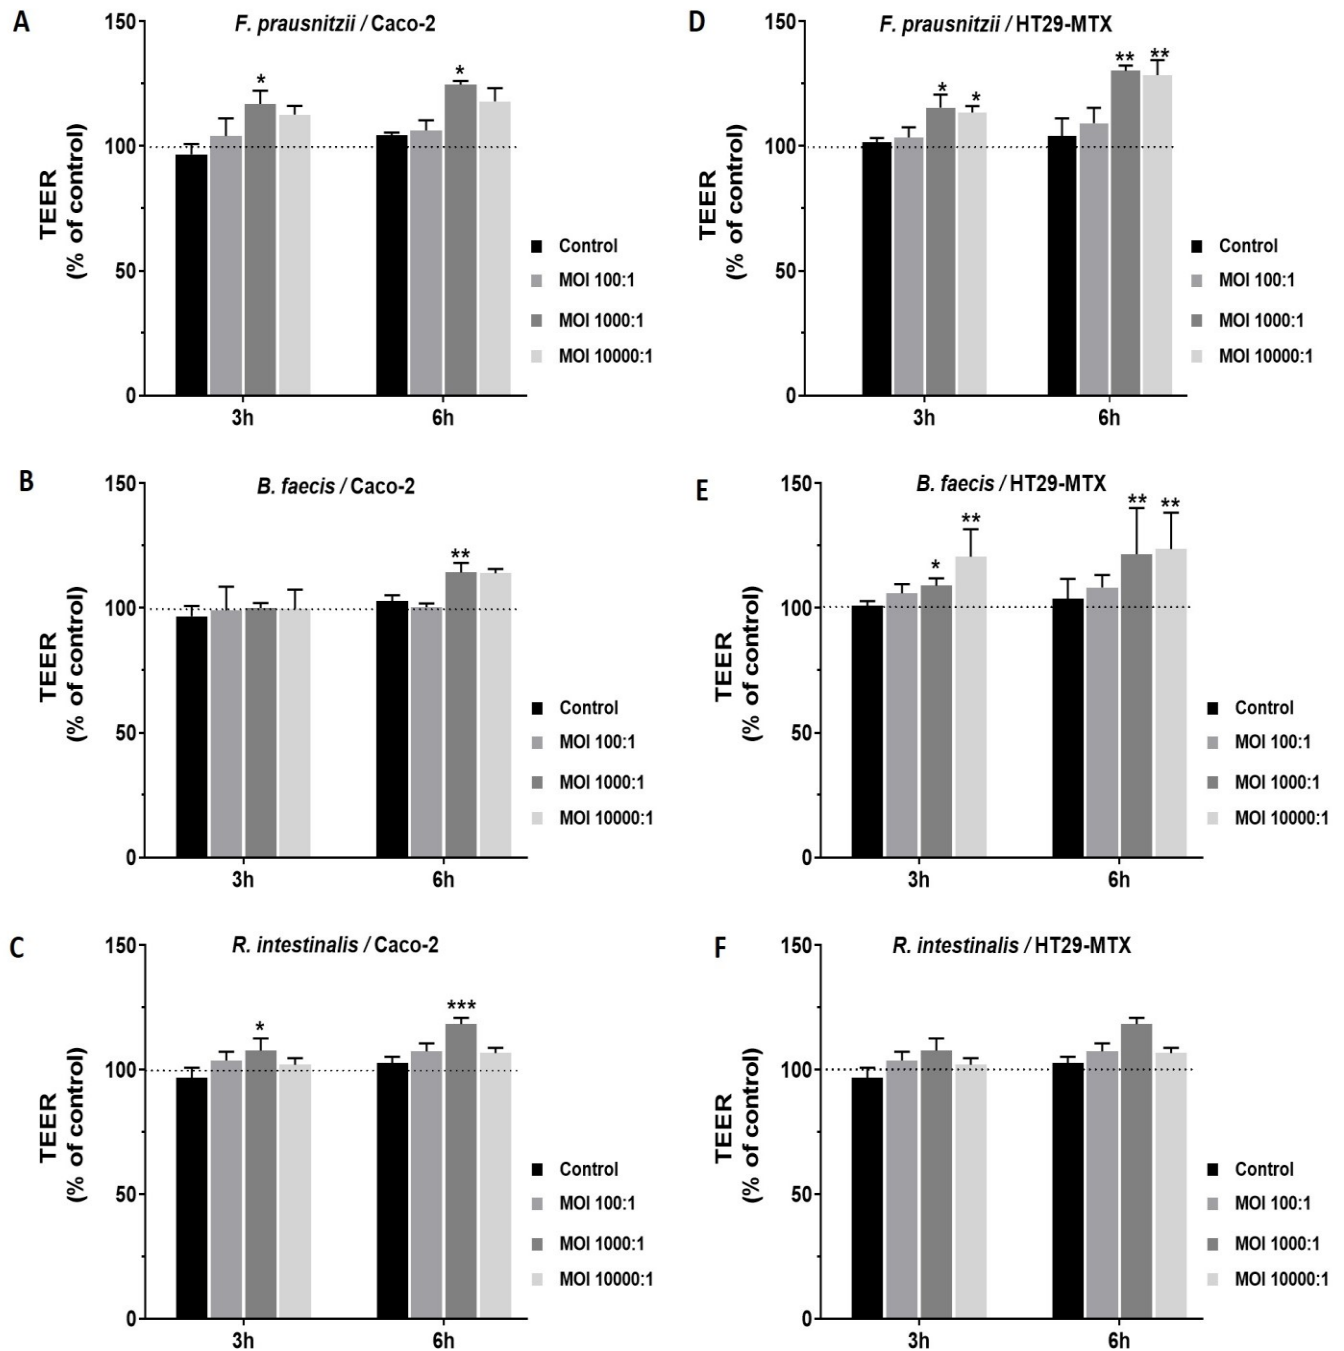 A
F. prausnitzii / Caco-2
150
*
*
100
TEER
(% of control)
50
0
3h
6h
Control
MOI 100:1
MOI 1000:1
MOI 10000:1
D
F. prausnitzii / HT29-MTX
150
*
*
**
**
100
TEER
(% of control)
50
0
3h
6h
Control
MOI 100:1
MOI 1000:1
MOI 10000:1
B
B. faecis / Caco-2
150
**
100
TEER
(% of control)
50
0
3h
6h
Control
MOI 100:1
MOI 1000:1
MOI 10000:1
E
B. faecis / HT29-MTX
150
*
**
**
**
100
TEER
(% of control)
50
0
3h
6h
Control
MOI 100:1
MOI 1000:1
MOI 10000:1
C
R. intestinalis / Caco-2
150
*
***
100
TEER
(% of control)
50
0
3h
6h
Control
MOI 100:1
MOI 1000:1
MOI 10000:1
F
R. intestinalis / HT29-MTX
150
100
TEER
(% of control)
50
0
3h
6h
Control
MOI 100:1
MOI 1000:1
MOI 10000:1